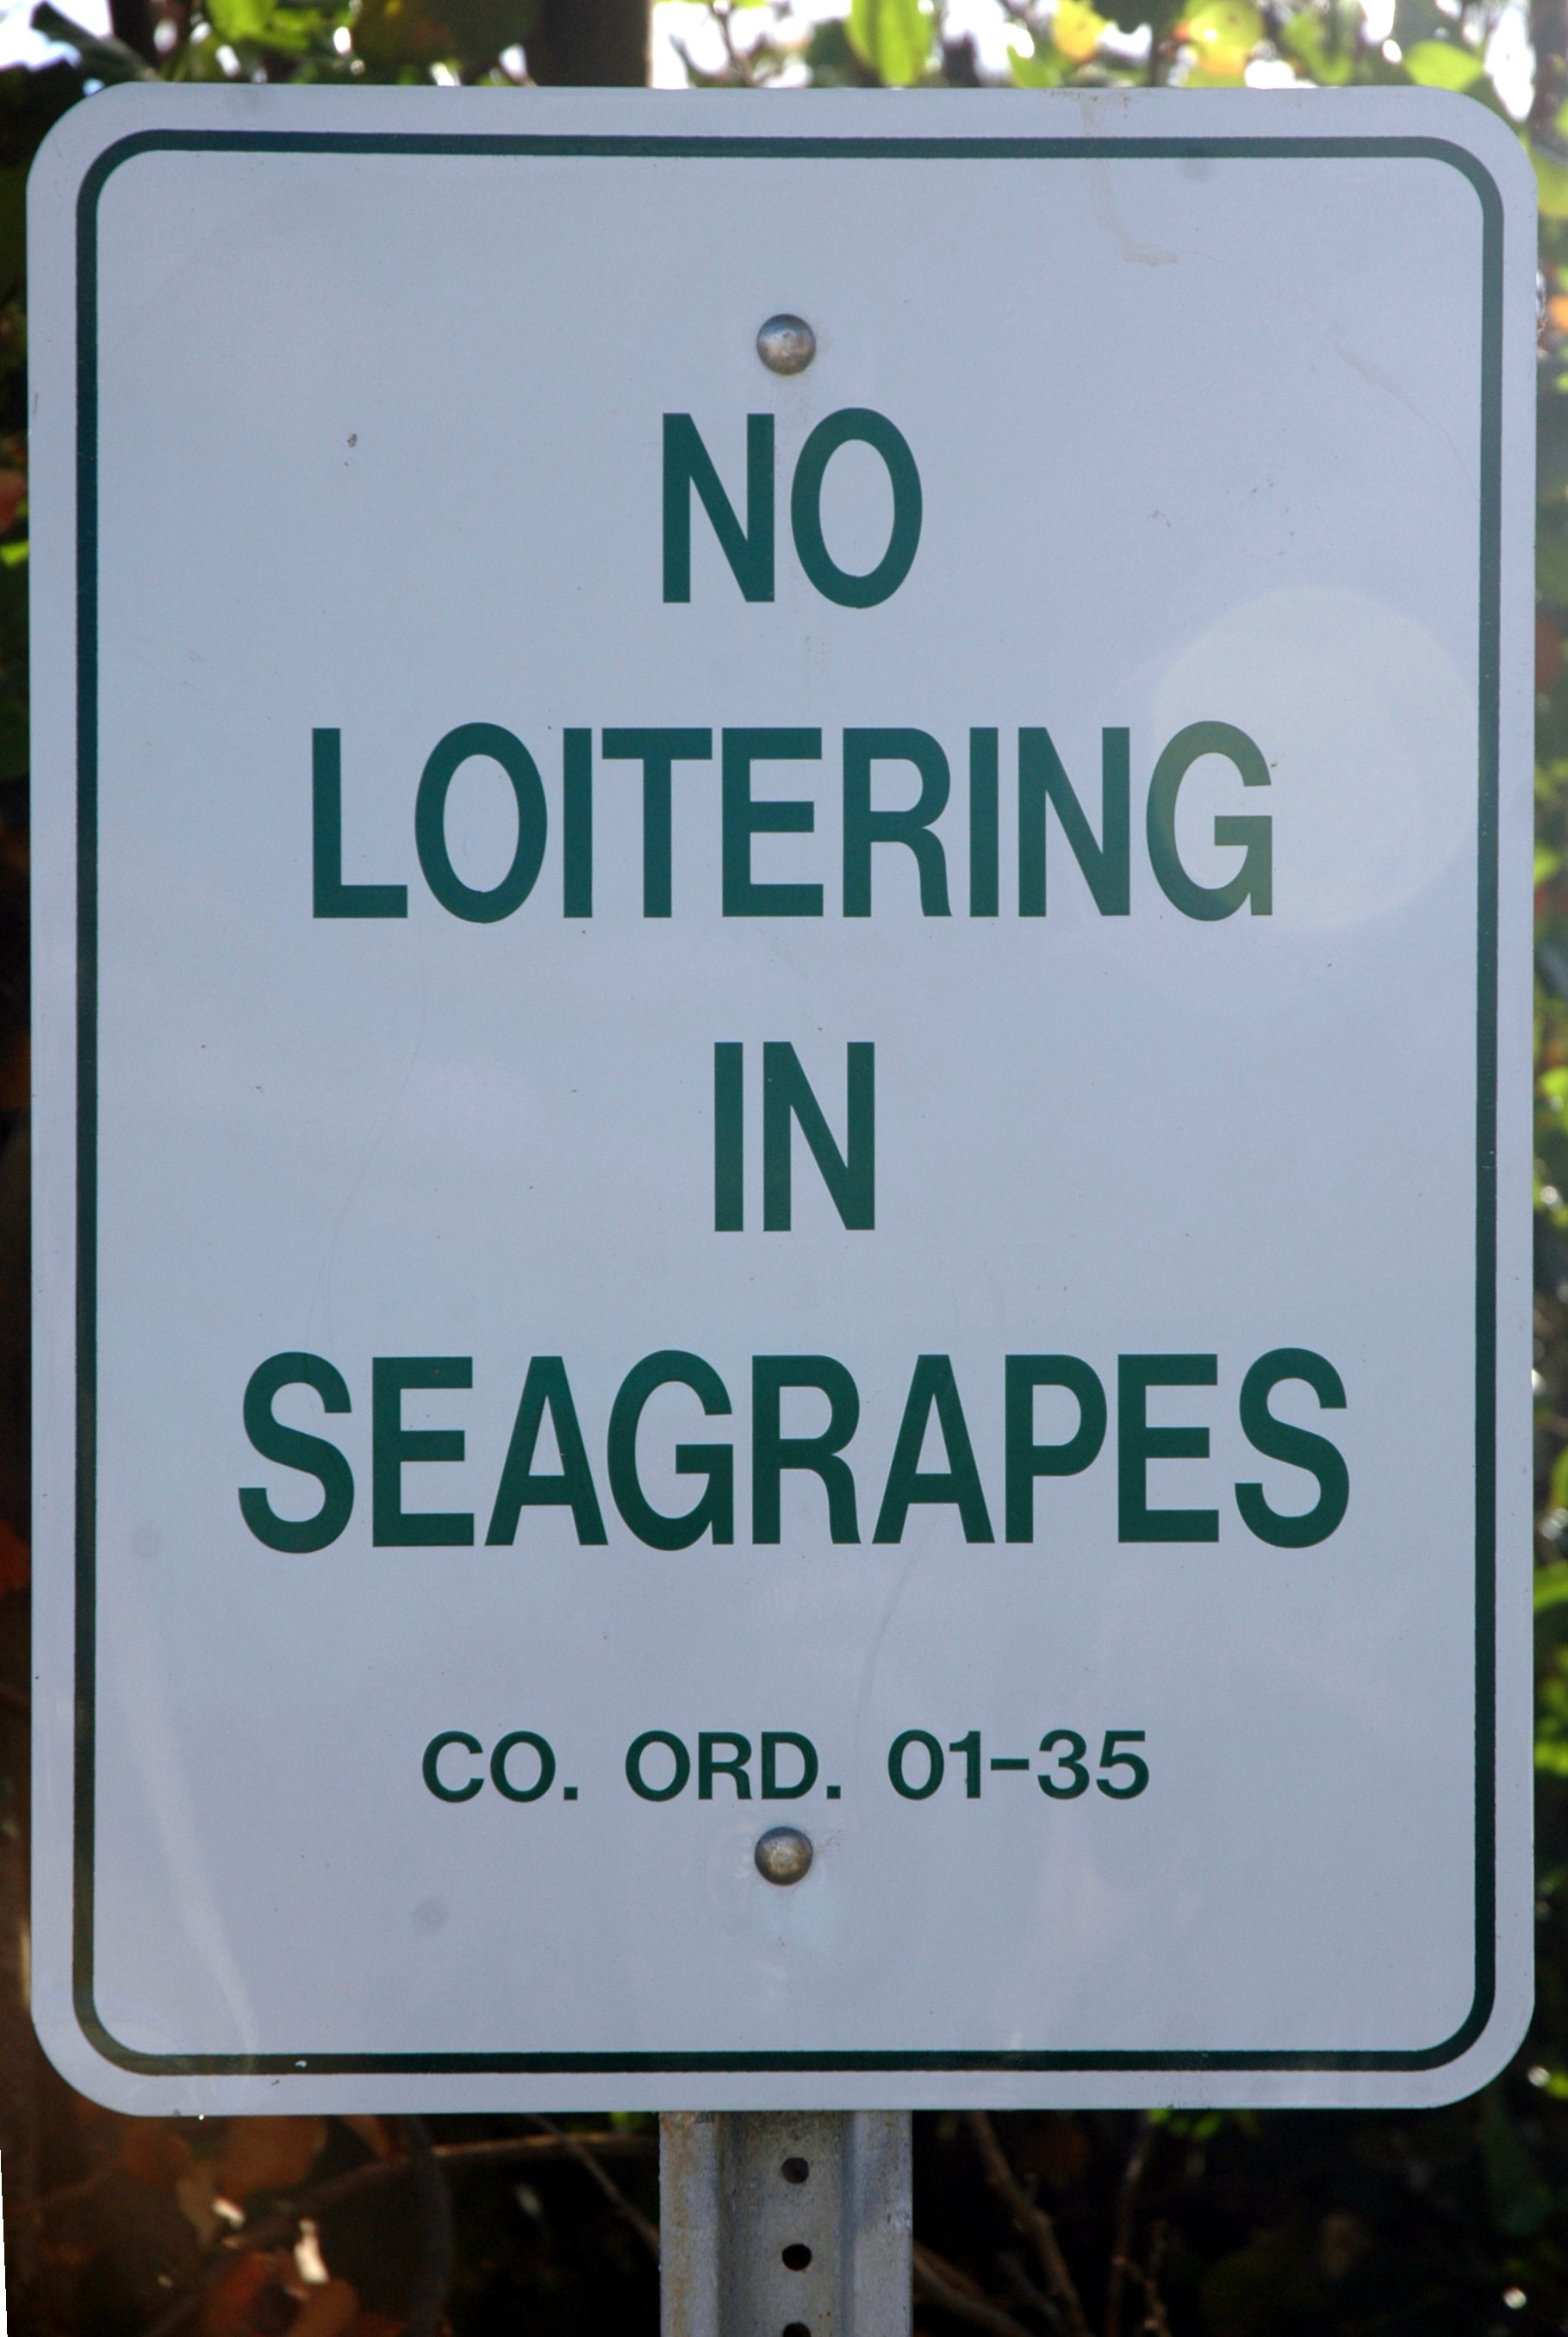 NO
LOITERING
IN
SEAGRAPES
CO. ORD. 01-35